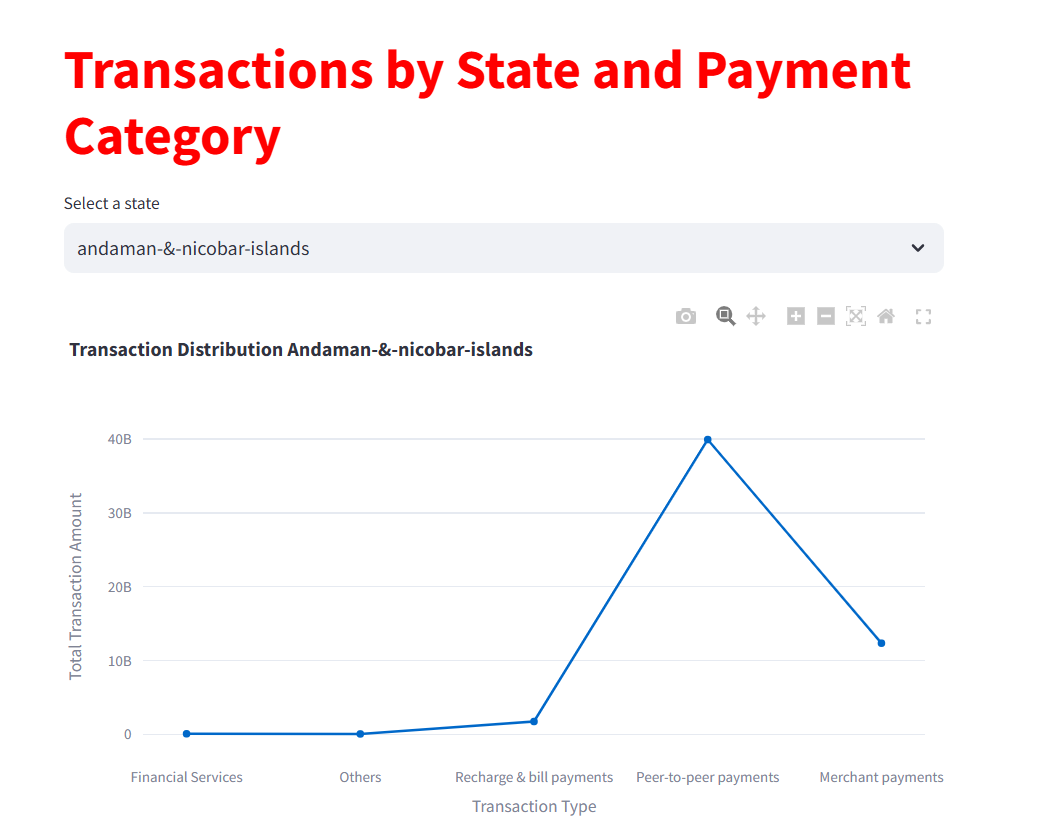 Transactions by State and Payment
Category
Select a state
andaman-&-nicobar-islands
Transaction Distribution Andaman-&-nicobar-islands
40B
30B
20B
10B
0
Total Transaction Amount
Financial Services
Others
Recharge & bill payments
Peer-to-peer payments
Merchant payments
Transaction Type